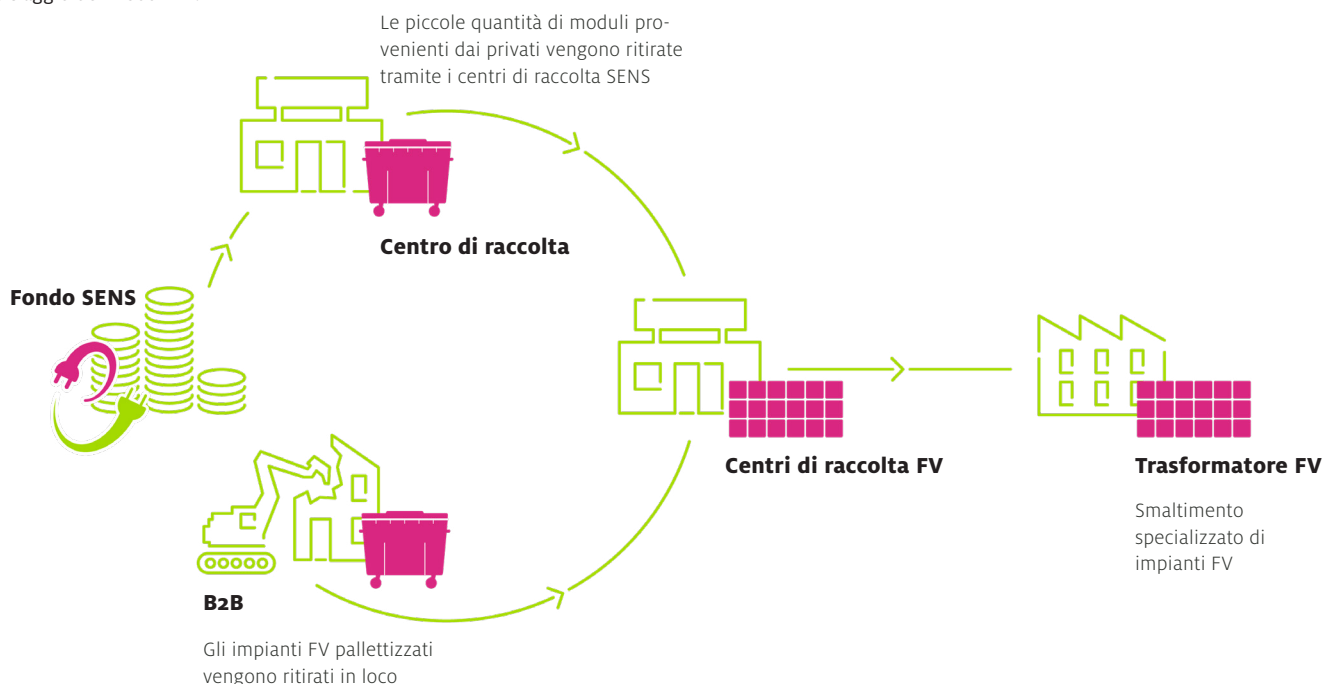 Le piccole quantità di moduli pro-
venienti dai privati vengono ritirate
tramite i centri di raccolta SENS
Centro di raccolta
Fondo SENS
Centri di raccolta FV
Trasformatore FV
Smaltimento
specializzato di
impianti FV
B2B
Gli impianti FV pallettizzati
vengono ritirati in loco